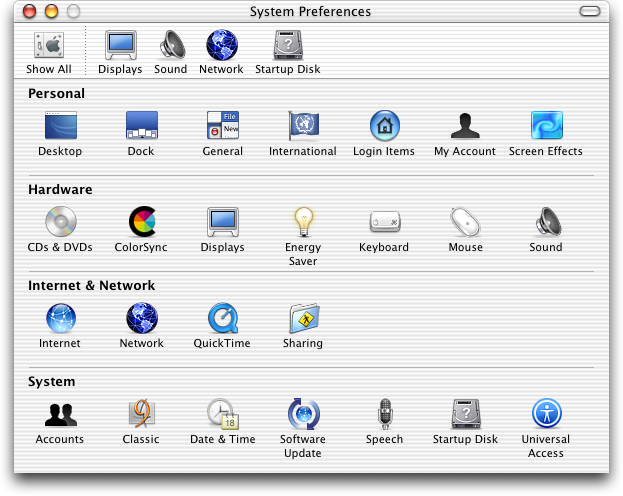 System Preferences
Show All Displays Sound Network Startup Disk
Personal
File
New
Desktop Dock General International Login Items My Account Screen Effects
Hardware
CDs & DVDs ColorSync Displays Energy Saver Keyboard Mouse Sound
Internet & Network
Internet Network QuickTime Sharing
System
9
18
Accounts Classic Date & Time Software Update Speech Startup Disk Universal Access